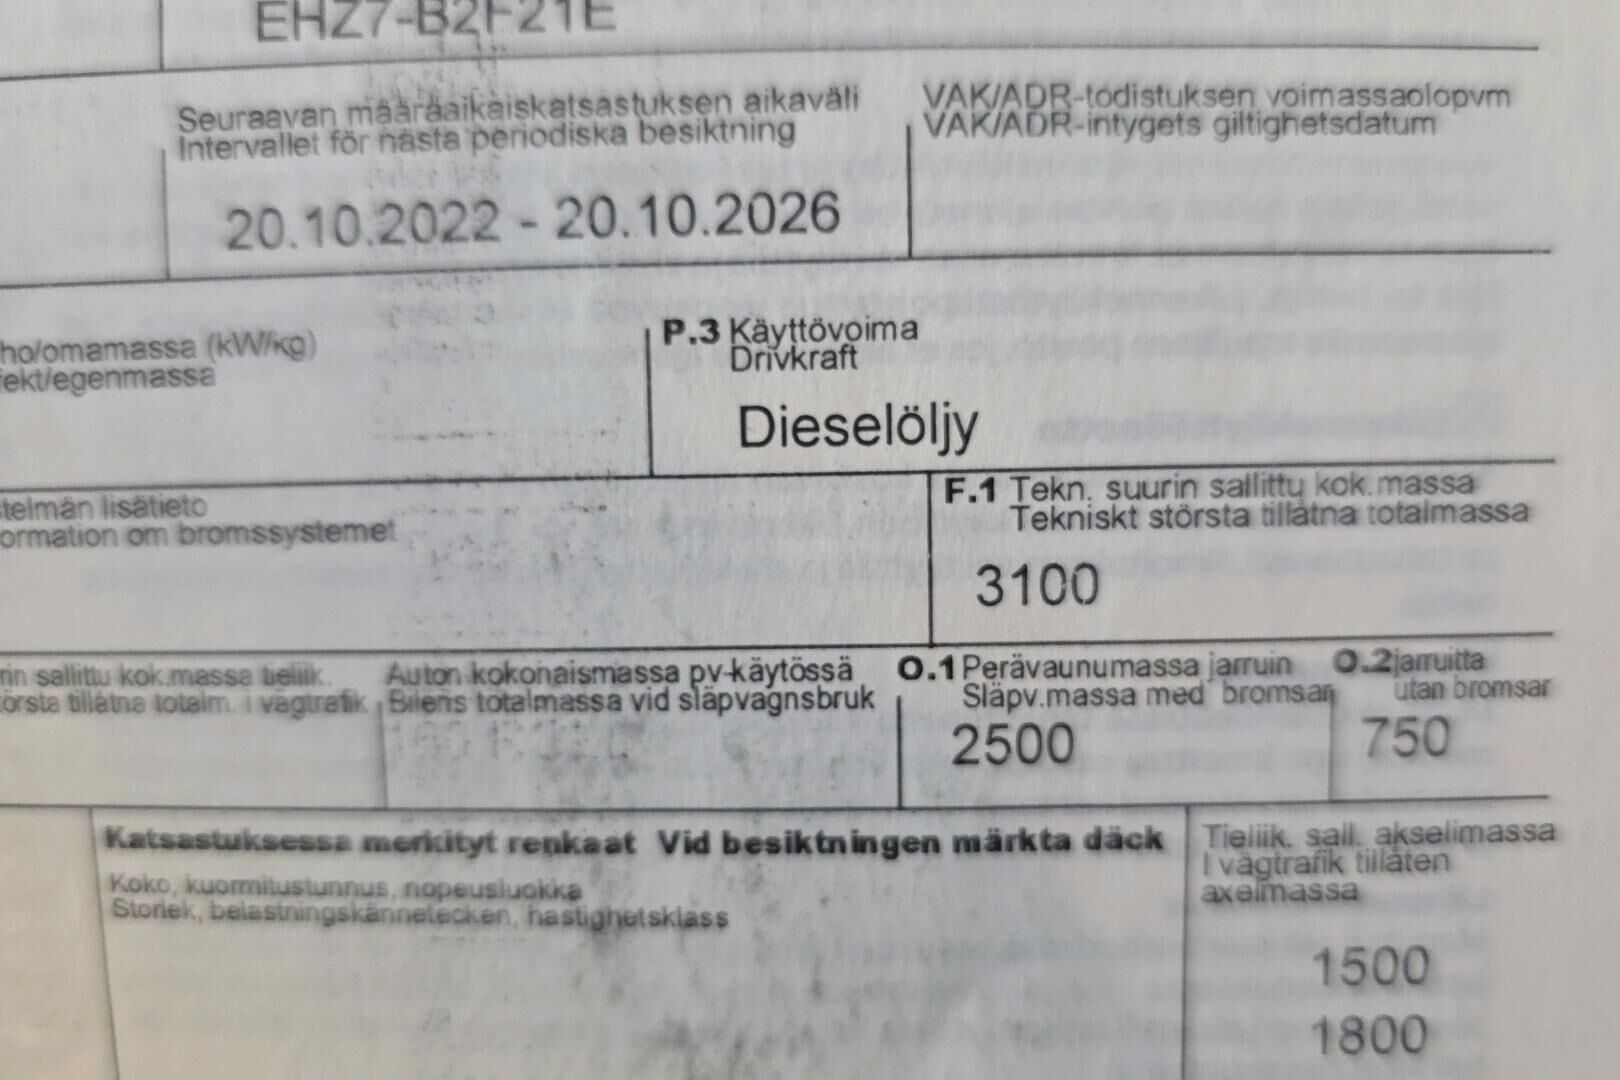 EHZ7-B2F21E
Seuraavan määräaikaiskatsastuksen aikaväli
Intervallet för nästa periodiska besiktning
20.10.2022 - 20.10.2026
VAK/ADR-todistuksen voimassaolopvm
VAK/ADR-intygets giltighetsdatum
ho/omamassa (kW/kg)
fekt/egenmassa
P.3 Käyttövoima
Drivkraft
Dieselöljy
telmän lisätieto
ormation om bromssystemet
F.1 Tekn. suurin sallittu kok.massa
Tekniskt största tillåtna totalmassa
3100
rin sallittu kok.massa tieliik.
örsta tillåtna totalm. i vägtrafik
Auton kokonaismassa pv-käytössä
Bilens totalmassa vid släpvagnsbruk
O.1 Perävaunumassa jarruin
Släpv.massa med bromsar
2500
O.2 jarruitta
utan bromsar
750
Katsastuksessa merkityt renkaat Vid besiktningen märkta däck
Koko, kuormitustunnus, nopeusluokka
Storlek, belastningskännetecken, hastighetsklass
Tieliik. sall. akselimassa
I vägtrafik tillåten
axelmassa
1500
1800